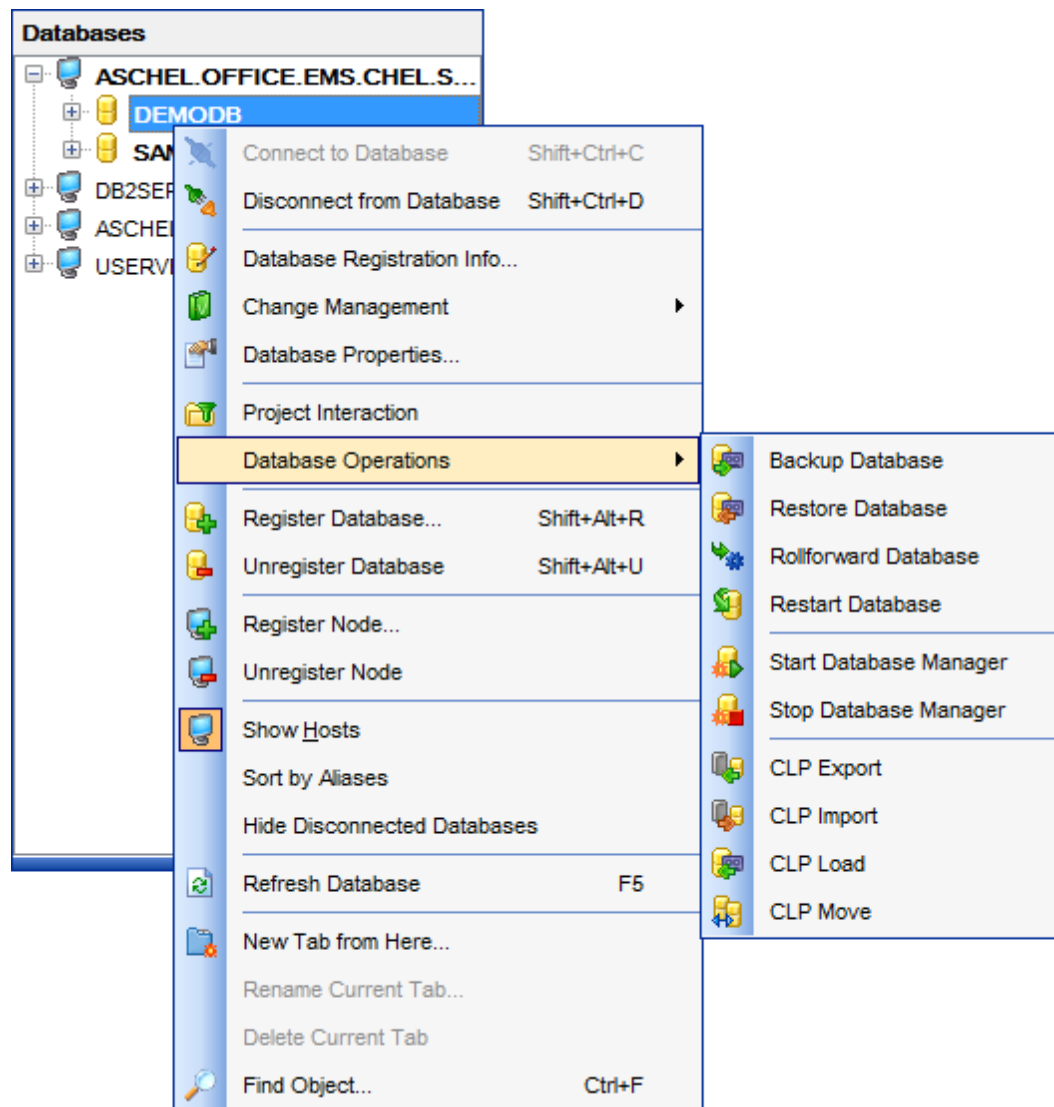 Databases
ASCHEL.OFFICE.EMS.CHEL.S...
DEMODB
SAM
DB2SER
ASCHEL
USERV
Connect to Database Shift+Ctrl+C
Disconnect from Database Shift+Ctrl+D
Database Registration Info...
Change Management
Database Properties...
Project Interaction
Database Operations
Register Database... Shift+Alt+R
Unregister Database Shift+Alt+U
Register Node...
Unregister Node
Show Hosts
Sort by Aliases
Hide Disconnected Databases
Refresh Database F5
New Tab from Here...
Rename Current Tab...
Delete Current Tab
Find Object... Ctrl+F
Backup Database
Restore Database
Rollforward Database
Restart Database
Start Database Manager
Stop Database Manager
CLP Export
CLP Import
CLP Load
CLP Move